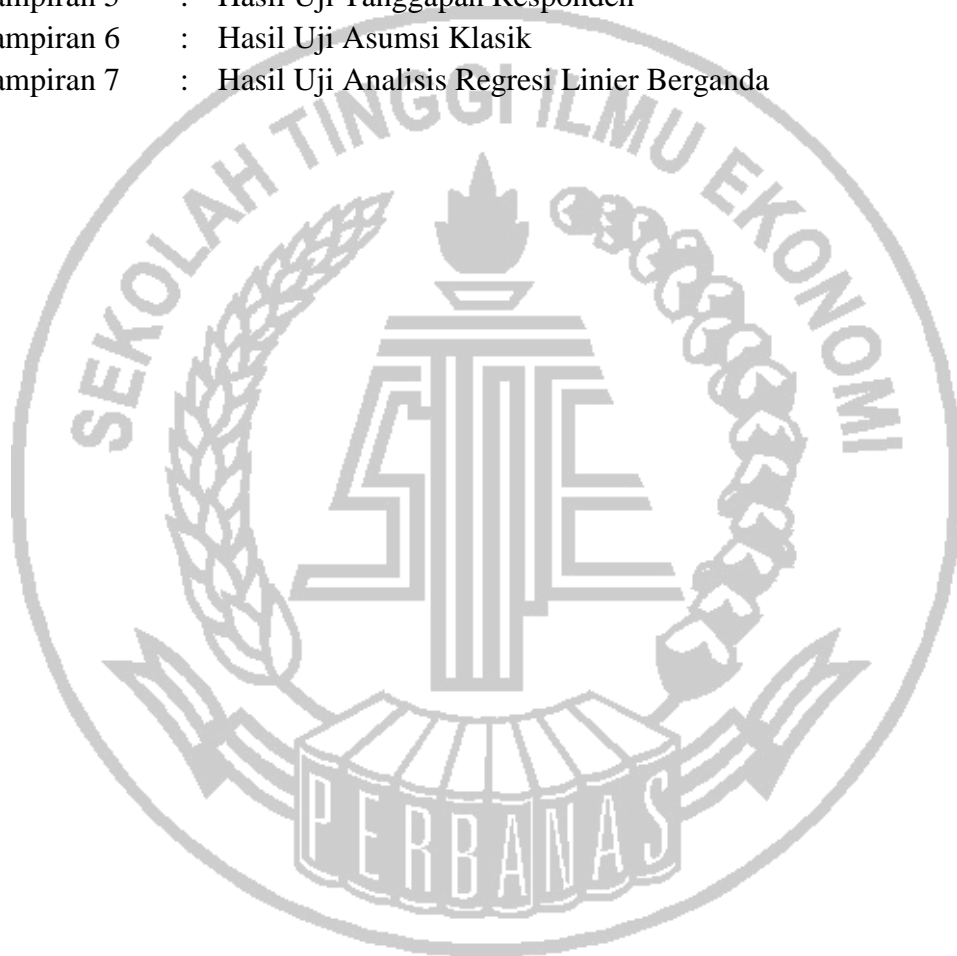 ampiran 5 : Hasil Uji Tanggapan Responden
ampiran 6 : Hasil Uji Asumsi Klasik
ampiran 7 : Hasil Uji Analisis Regresi Linier Berganda
SEKOLAH TINGGI ILMU EKONOMI
PERBANAS